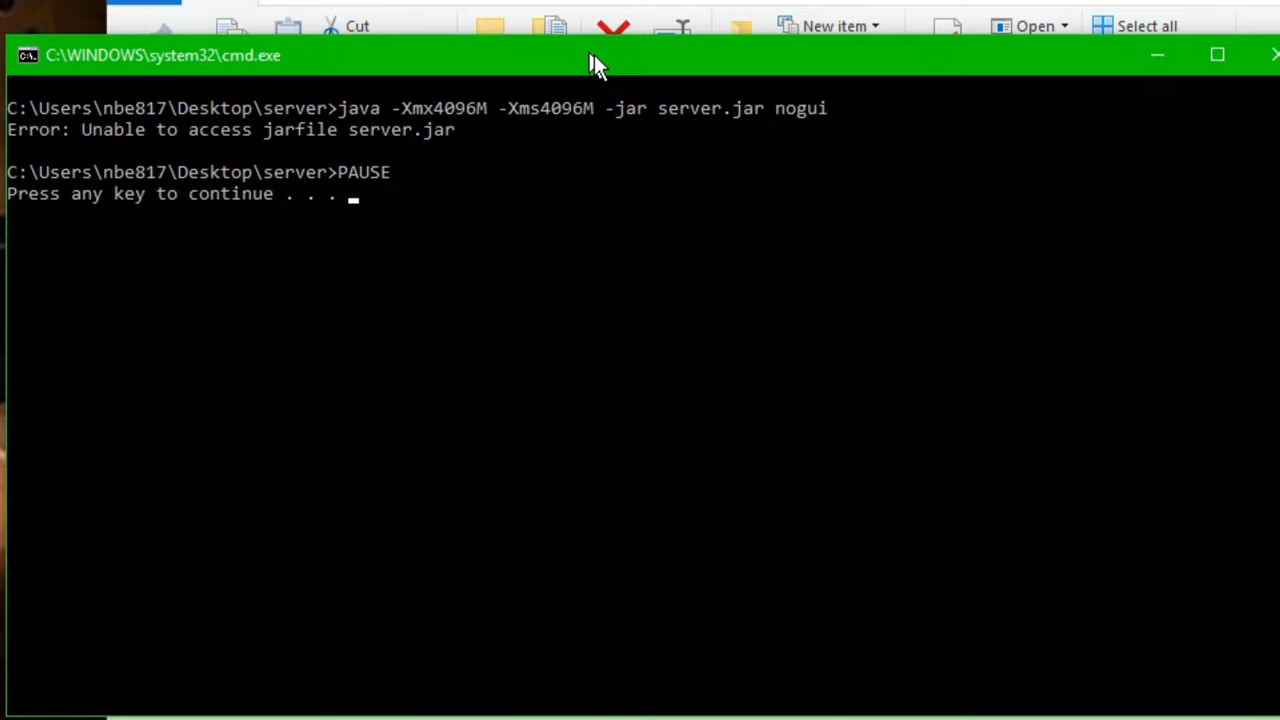 Cut
New item
Open
Select all
C:\WINDOWS\system32\cmd.exe
C:\Users\nbe817\Desktop\server>java -Xmx4096M -Xms4096M -jar server.jar nogui
Error: Unable to access jarfile server.jar
C:\Users\nbe817\Desktop\server>PAUSE
Press any key to continue . . .